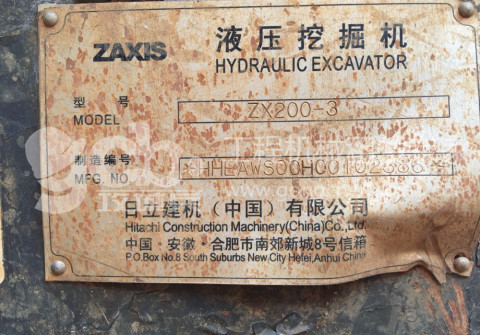 ZAXIS
液压挖掘机
HYDRAULIC EXCAVATOR
型号
MODEL
ZX200-3
制造编号
MFG. NO.
日立建机（中国）有限公司
Hitachi Construction Machinery(China)Co.,Ltd.
中国·安徽·合肥市南郊新城8号信箱
P.O.Box No.8 South Suburbs New City Hefei,Anhui China